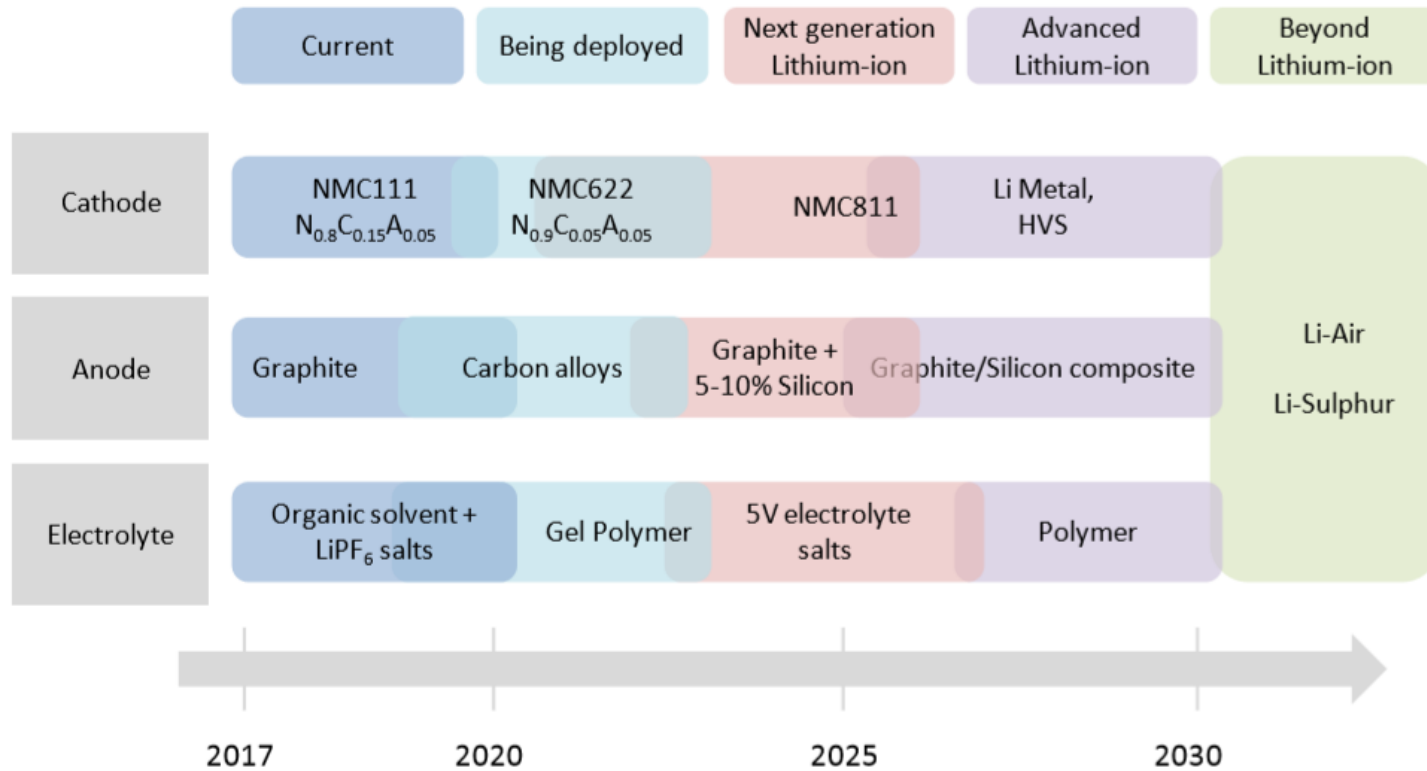 Current
Being deployed
Next generation
Lithium-ion
Advanced
Lithium-ion
Beyond
Lithium-ion
Cathode
NMC111
N₀.₈C₀.₁₅A₀.₀₅
NMC622
N₀.₉C₀.₀₅A₀.₀₅
NMC811
Li Metal,
HVS
Anode
Graphite
Carbon alloys
Graphite +
5-10% Silicon
Graphite/Silicon composite
Li-Air
Li-Sulphur
Electrolyte
Organic solvent +
LiPF₆ salts
Gel Polymer
5V electrolyte
salts
Polymer
2017
2020
2025
2030